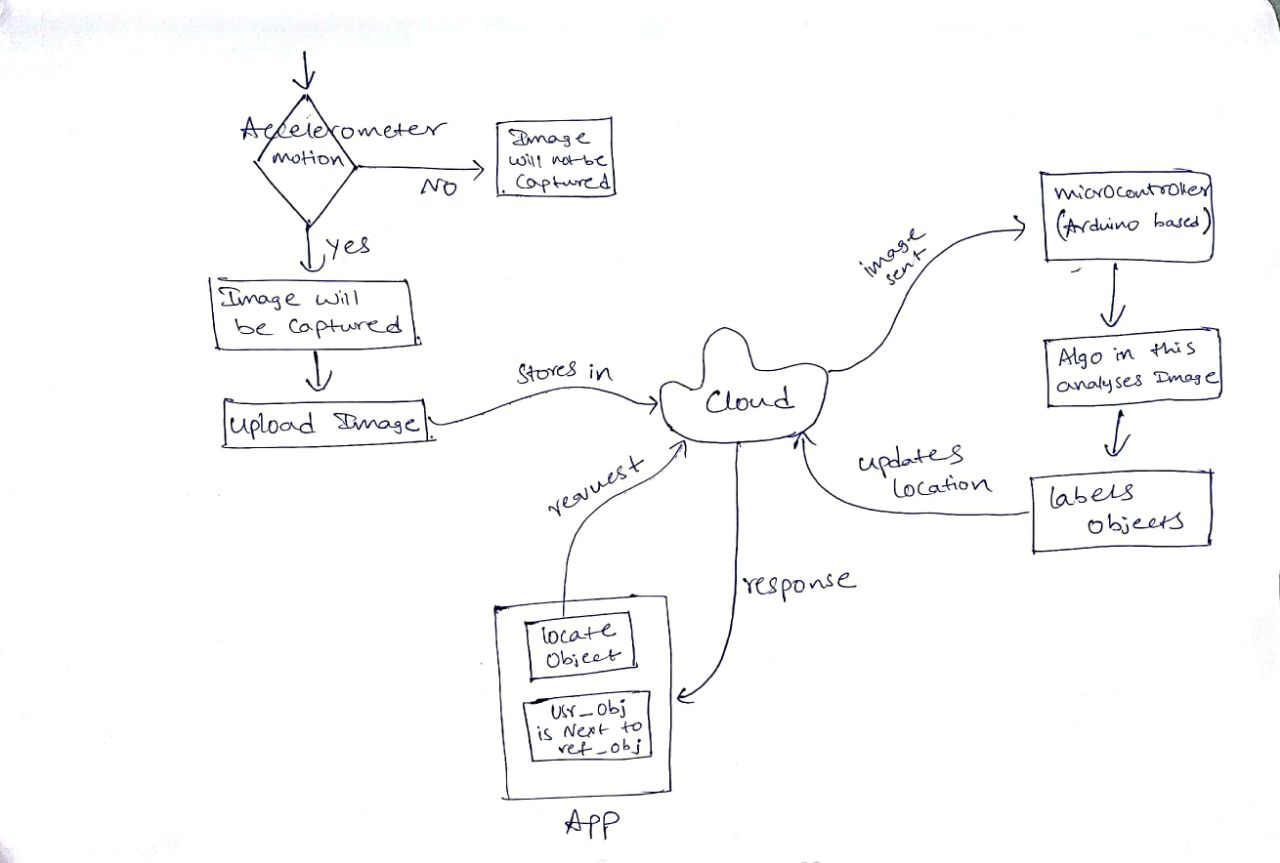 Accelerometer
motion
NO
Image
will not be
captured
yes
Image will
be captured
upload Image
stores in
Cloud
image
sent
microcontroller
(Arduino based)
Algo in this
analyses Image
labels
objects
updates
location
request
response
locate
object
usr_obj
is Next to
ref_obj
App